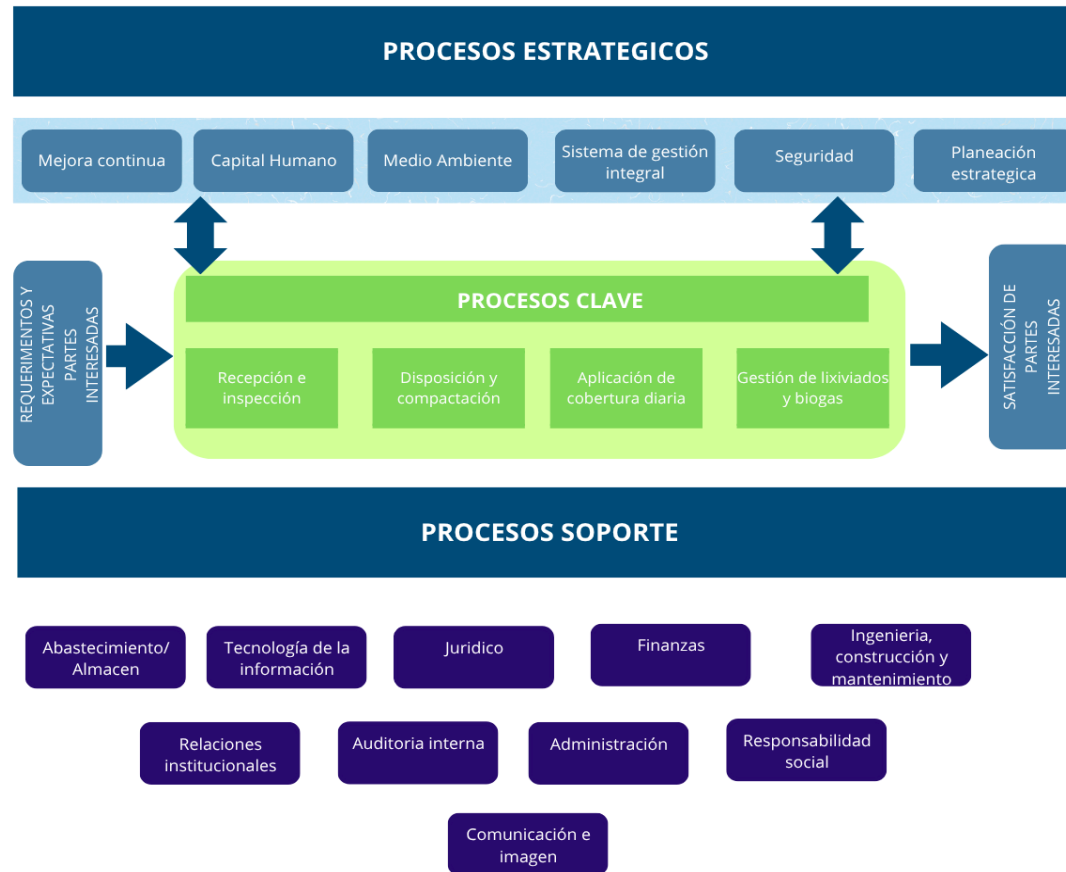 PROCESOS ESTRATEGICOS
Mejora continua
Capital Humano
Medio Ambiente
Sistema de gestión
integral
Seguridad
Planeación
estrategica
REQUERIMENTOS Y
EXPECTATIVAS
PARTES
INTERESADAS
PROCESOS CLAVE
Recepción e
inspección
Disposición y
compactación
Aplicación de
cobertura diaria
Gestión de lixiviados
y biogas
SATISFACCIÓN DE
PARTES
INTERESADAS
PROCESOS SOPORTE
Abastecimiento/
Almacen
Tecnología de la
información
Juridico
Finanzas
Ingenieria,
construcción y
mantenimiento
Relaciones
institucionales
Auditoria interna
Administración
Responsabilidad
social
Comunicación e
imagen